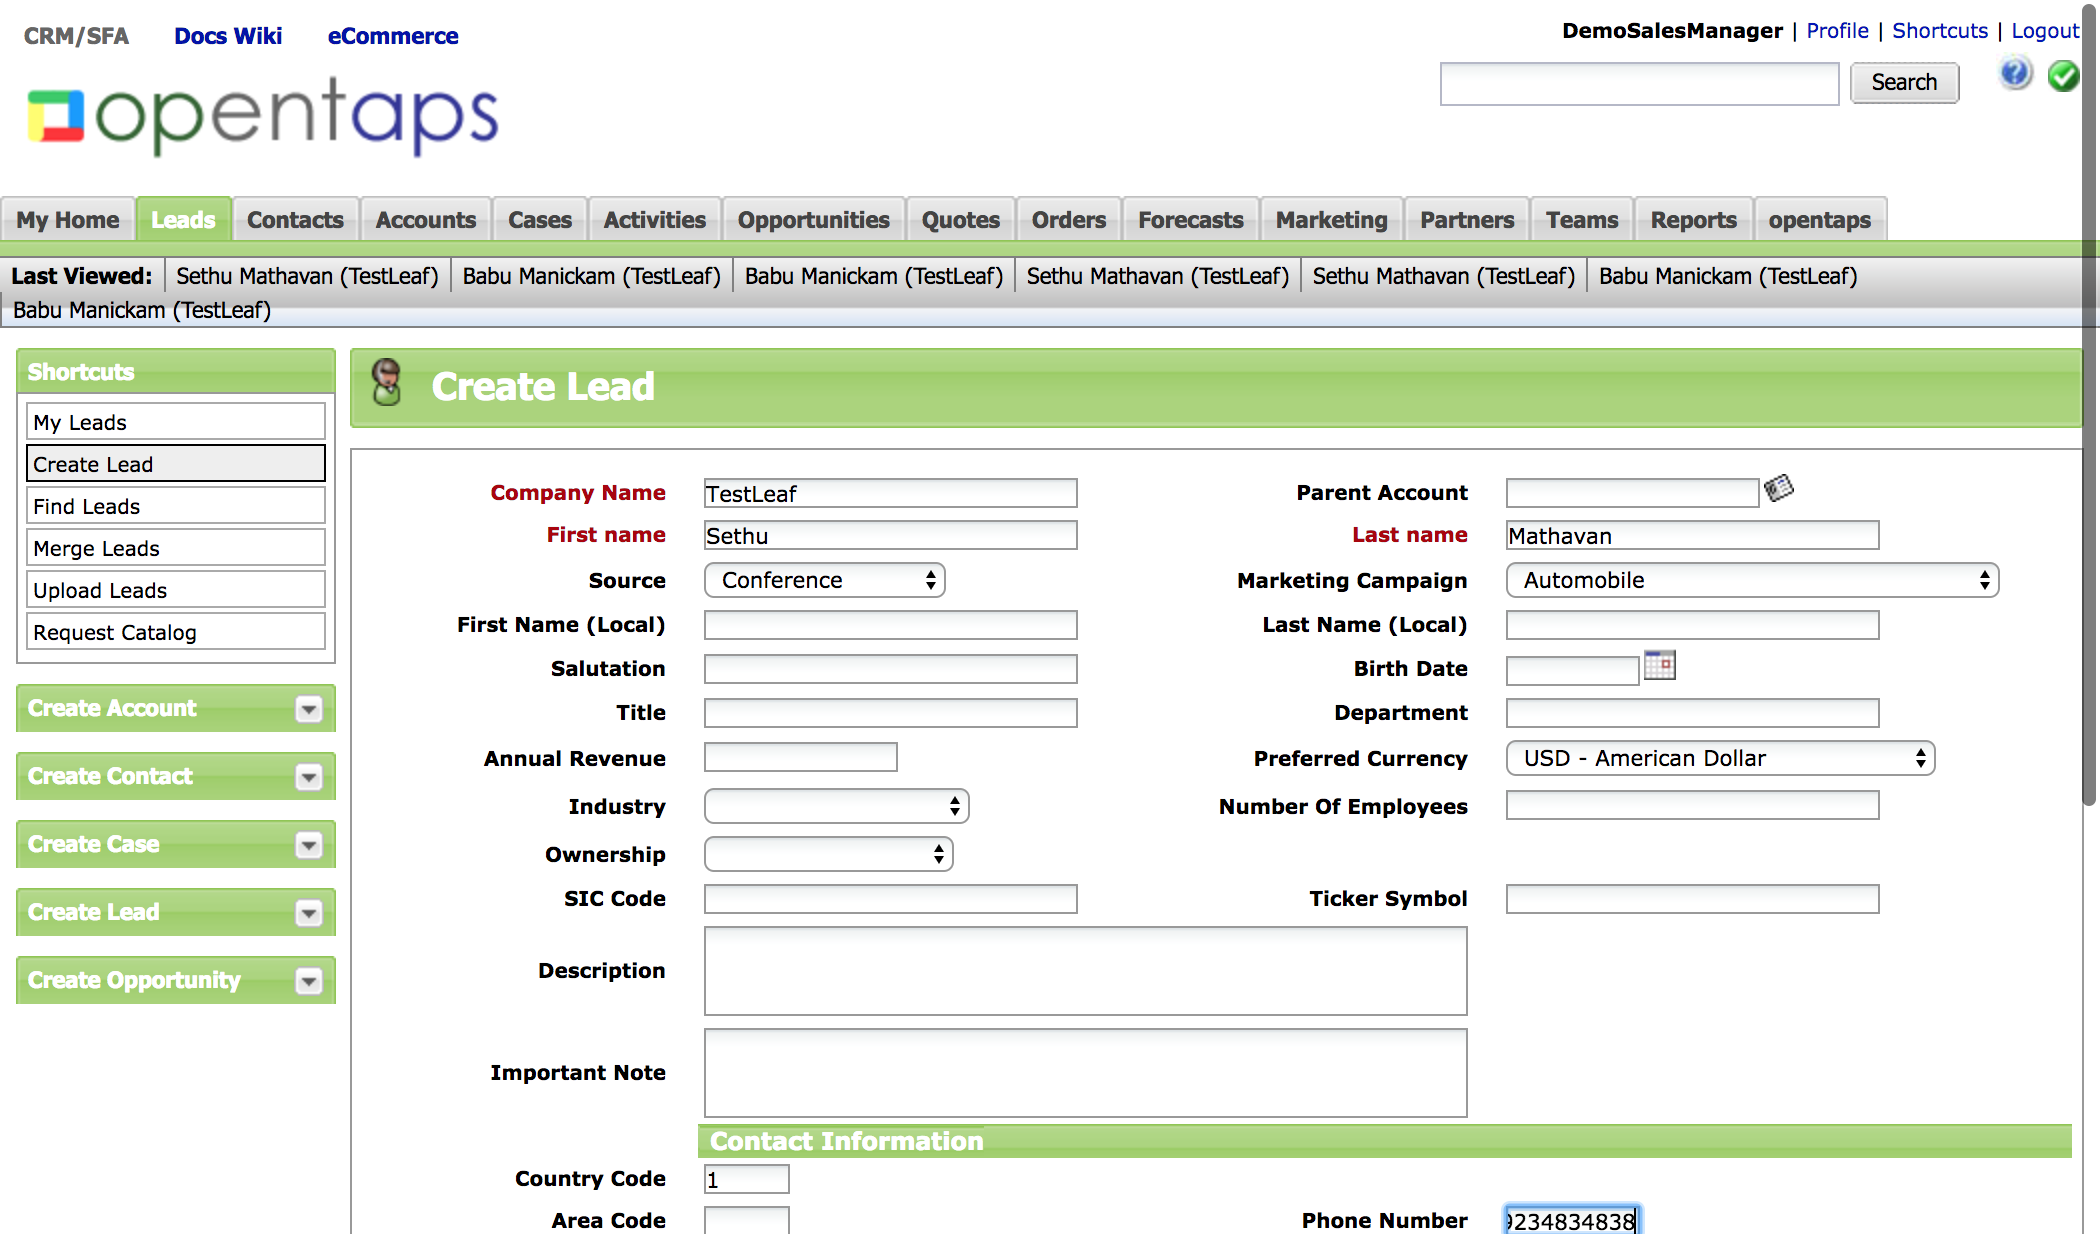 CRM/SFA Docs Wiki eCommerce
DemoSalesManager | Profile | Shortcuts | Logout
Search
opentaps
My Home Leads Contacts Accounts Cases Activities Opportunities Quotes Orders Forecasts Marketing Partners Teams Reports opentaps
Last Viewed: Sethu Mathavan (TestLeaf) Babu Manickam (TestLeaf) Babu Manickam (TestLeaf) Sethu Mathavan (TestLeaf) Sethu Mathavan (TestLeaf) Babu Manickam (TestLeaf)
Babu Manickam (TestLeaf)
Shortcuts
My Leads
Create Lead
Find Leads
Merge Leads
Upload Leads
Request Catalog
Create Account
Create Contact
Create Case
Create Lead
Create Opportunity
Create Lead
Company Name TestLeaf Parent Account
First name Sethu Last name Mathavan
Source Conference Marketing Campaign Automobile
First Name (Local) Last Name (Local)
Salutation Birth Date
Title Department
Annual Revenue Preferred Currency USD - American Dollar
Industry Number Of Employees
Ownership
SIC Code Ticker Symbol
Description
Important Note
Contact Information
Country Code 1
Area Code Phone Number 234834838